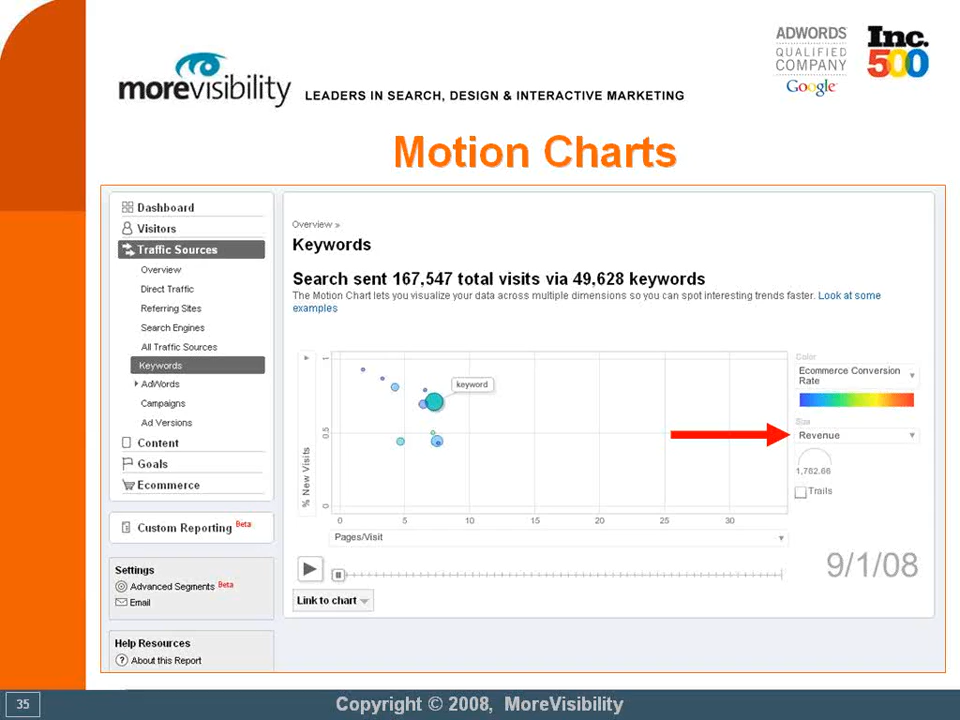 morevisibility
LEADERS IN SEARCH, DESIGN & INTERACTIVE MARKETING
ADWORDS
QUALIFIED
COMPANY
Google
Inc.
500
Motion Charts
Dashboard
Visitors
Traffic Sources
Overview
Direct Traffic
Referring Sites
Search Engines
All Traffic Sources
Keywords
AdWords
Campaigns
Ad Versions
Content
Goals
Ecommerce
Custom Reporting Beta
Settings
Advanced Segments Beta
Email
Help Resources
? About this Report
Overview »
Keywords
Search sent 167,547 total visits via 49,628 keywords
The Motion Chart lets you visualize your data across multiple dimensions so you can spot interesting trends faster. Look at some
examples
1
0.5
0
% New Visits
keyword
0 5 10 15 20 25 30
Pages/Visit
Color
Ecommerce Conversion
Rate
Size
Revenue
1,782.66
Trails
9/1/08
Link to chart
35
Copyright © 2008, MoreVisibility